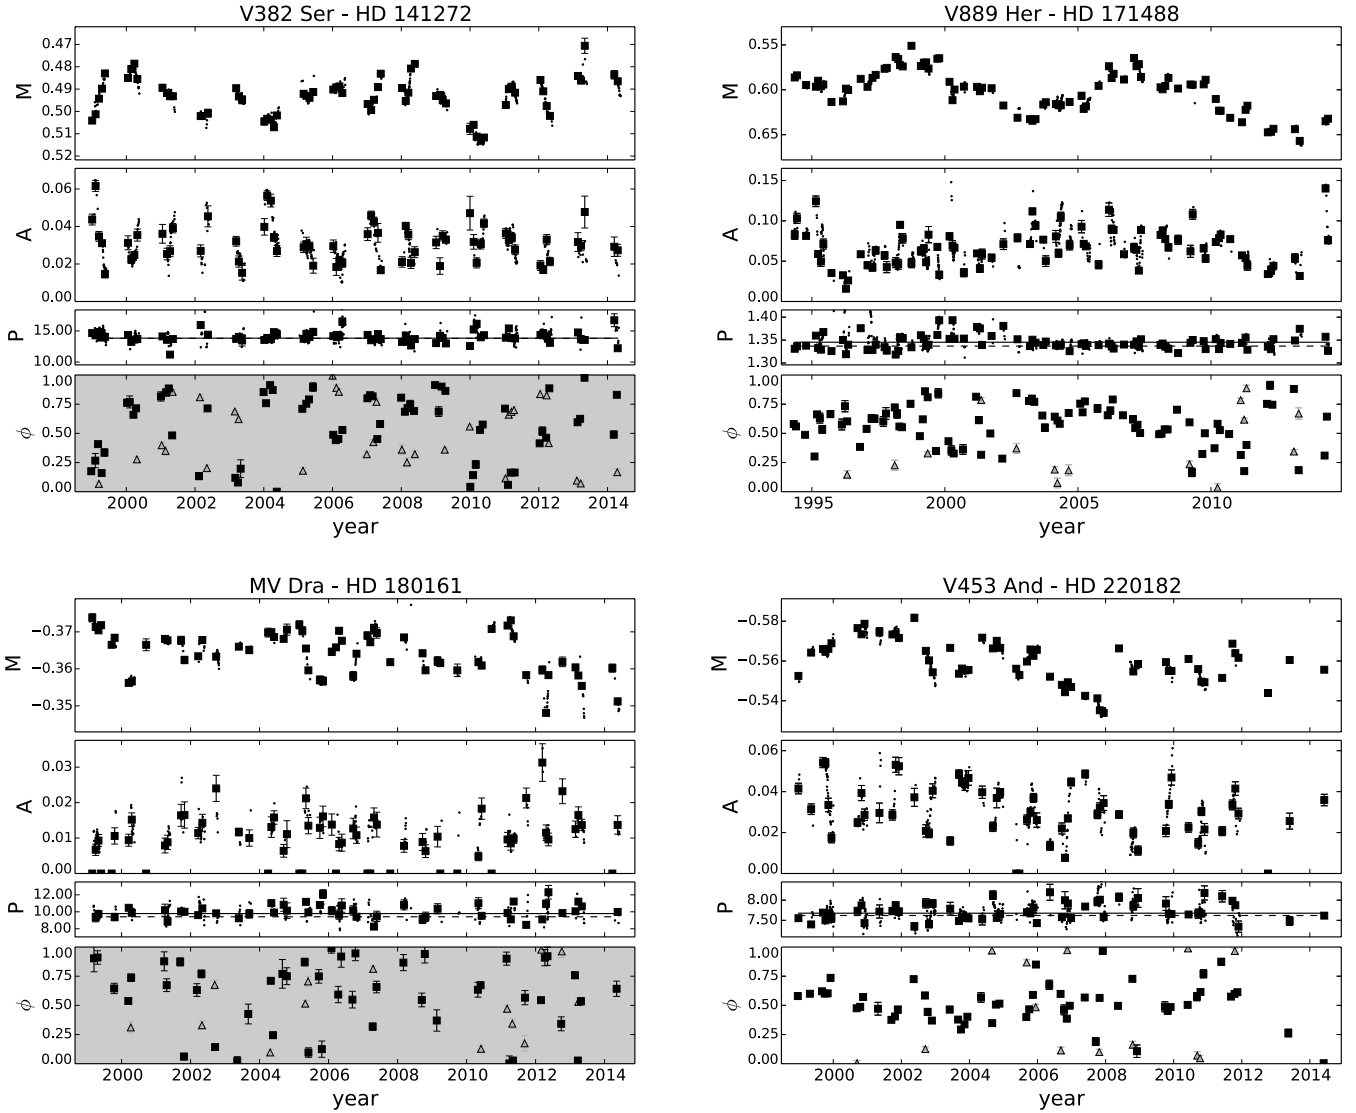 V382 Ser - HD 141272
M
0.47
0.48
0.49
0.50
0.51
0.52
A
0.06
0.04
0.02
0.00
P
15.00
10.00
φ
1.00
0.75
0.50
0.25
0.00
2000 2002 2004 2006 2008 2010 2012 2014
year
V889 Her - HD 171488
M
0.55
0.60
0.65
A
0.15
0.10
0.05
0.00
P
1.40
1.35
1.30
φ
1.00
0.75
0.50
0.25
0.00
1995 2000 2005 2010
year
MV Dra - HD 180161
M
−0.37
−0.36
−0.35
A
0.03
0.02
0.01
0.00
P
12.00
10.00
8.00
φ
1.00
0.75
0.50
0.25
0.00
2000 2002 2004 2006 2008 2010 2012 2014
year
V453 And - HD 220182
M
−0.58
−0.56
−0.54
A
0.06
0.04
0.02
0.00
P
8.00
7.50
φ
1.00
0.75
0.50
0.25
0.00
2000 2002 2004 2006 2008 2010 2012 2014
year